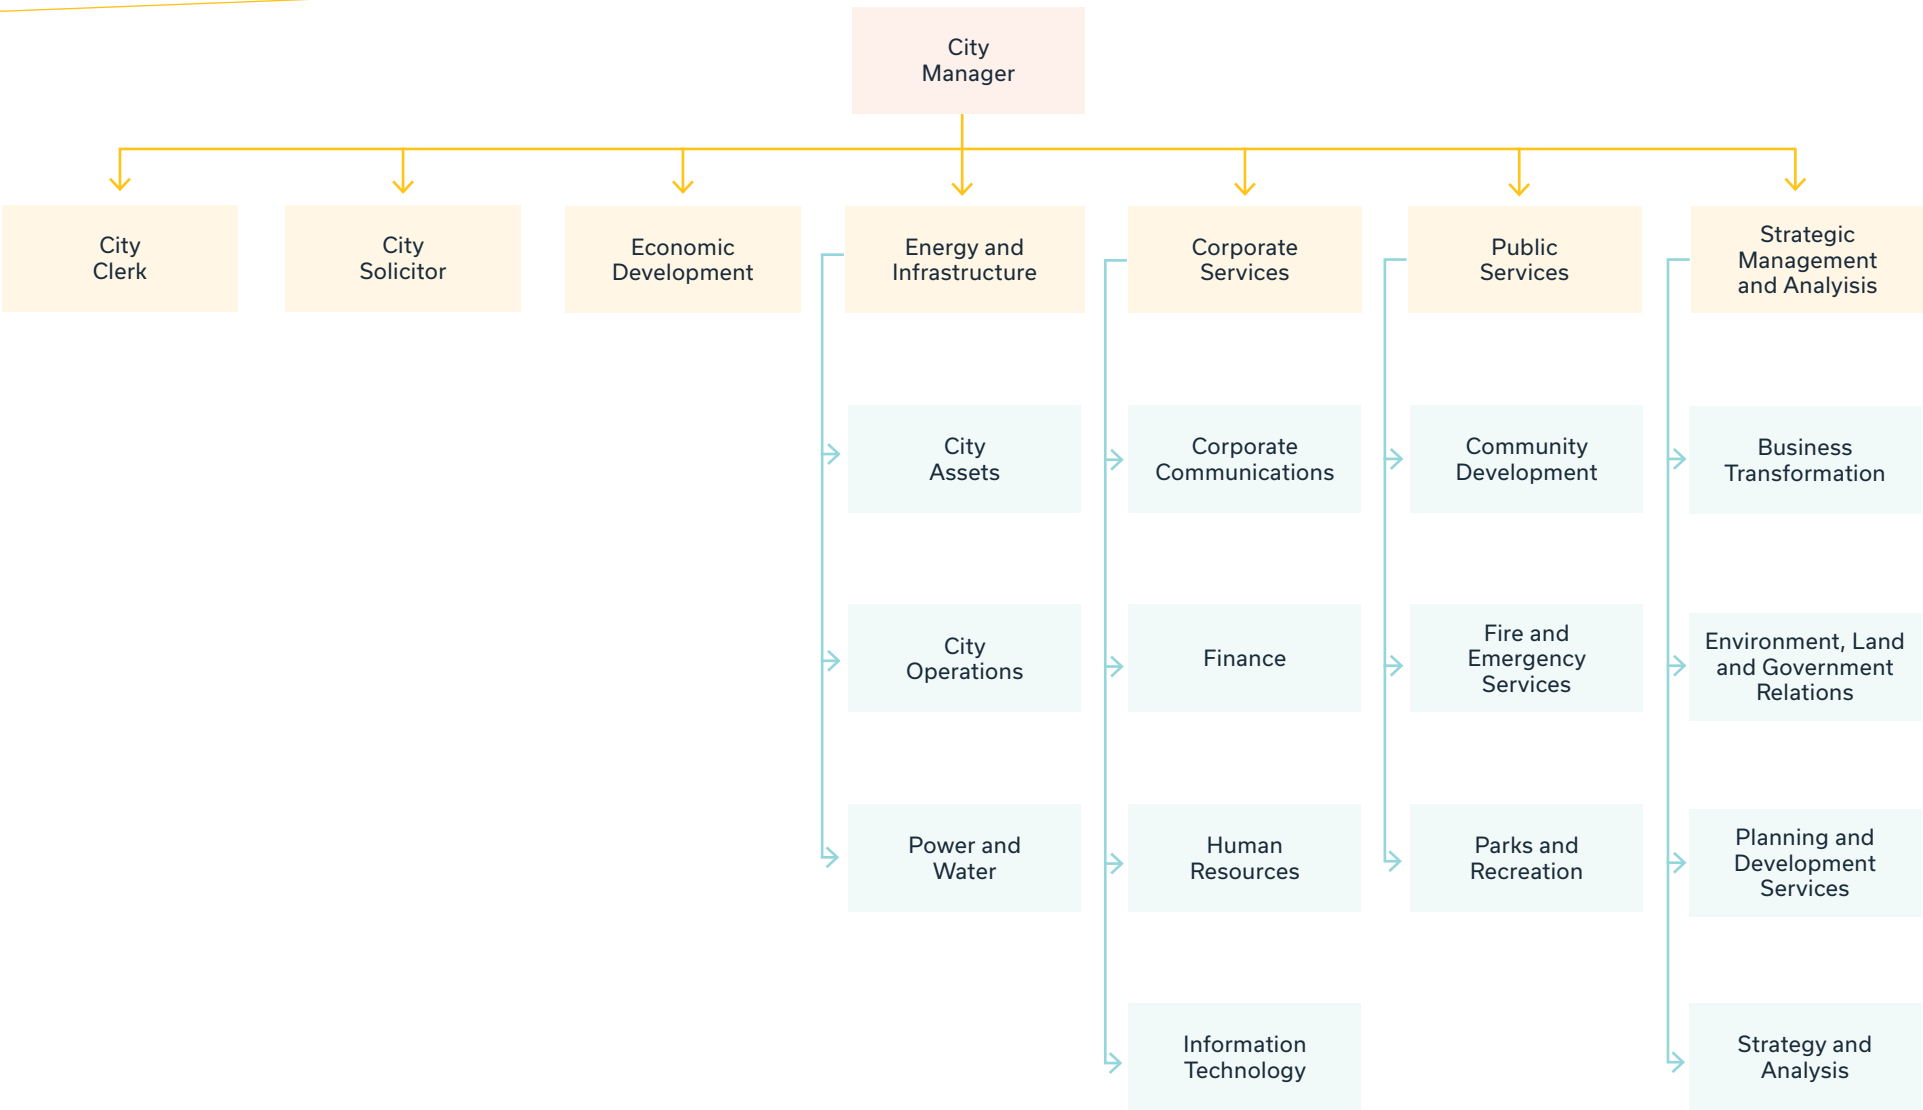 City
Manager
City
Clerk
City
Solicitor
Economic
Development
Energy and
Infrastructure
Corporate
Services
Public
Services
Strategic
Management
and Analyisis
City
Assets
Corporate
Communications
Community
Development
Business
Transformation
City
Operations
Finance
Fire and
Emergency
Services
Environment, Land
and Government
Relations
Power and
Water
Human
Resources
Parks and
Recreation
Planning and
Development
Services
Information
Technology
Strategy and
Analysis